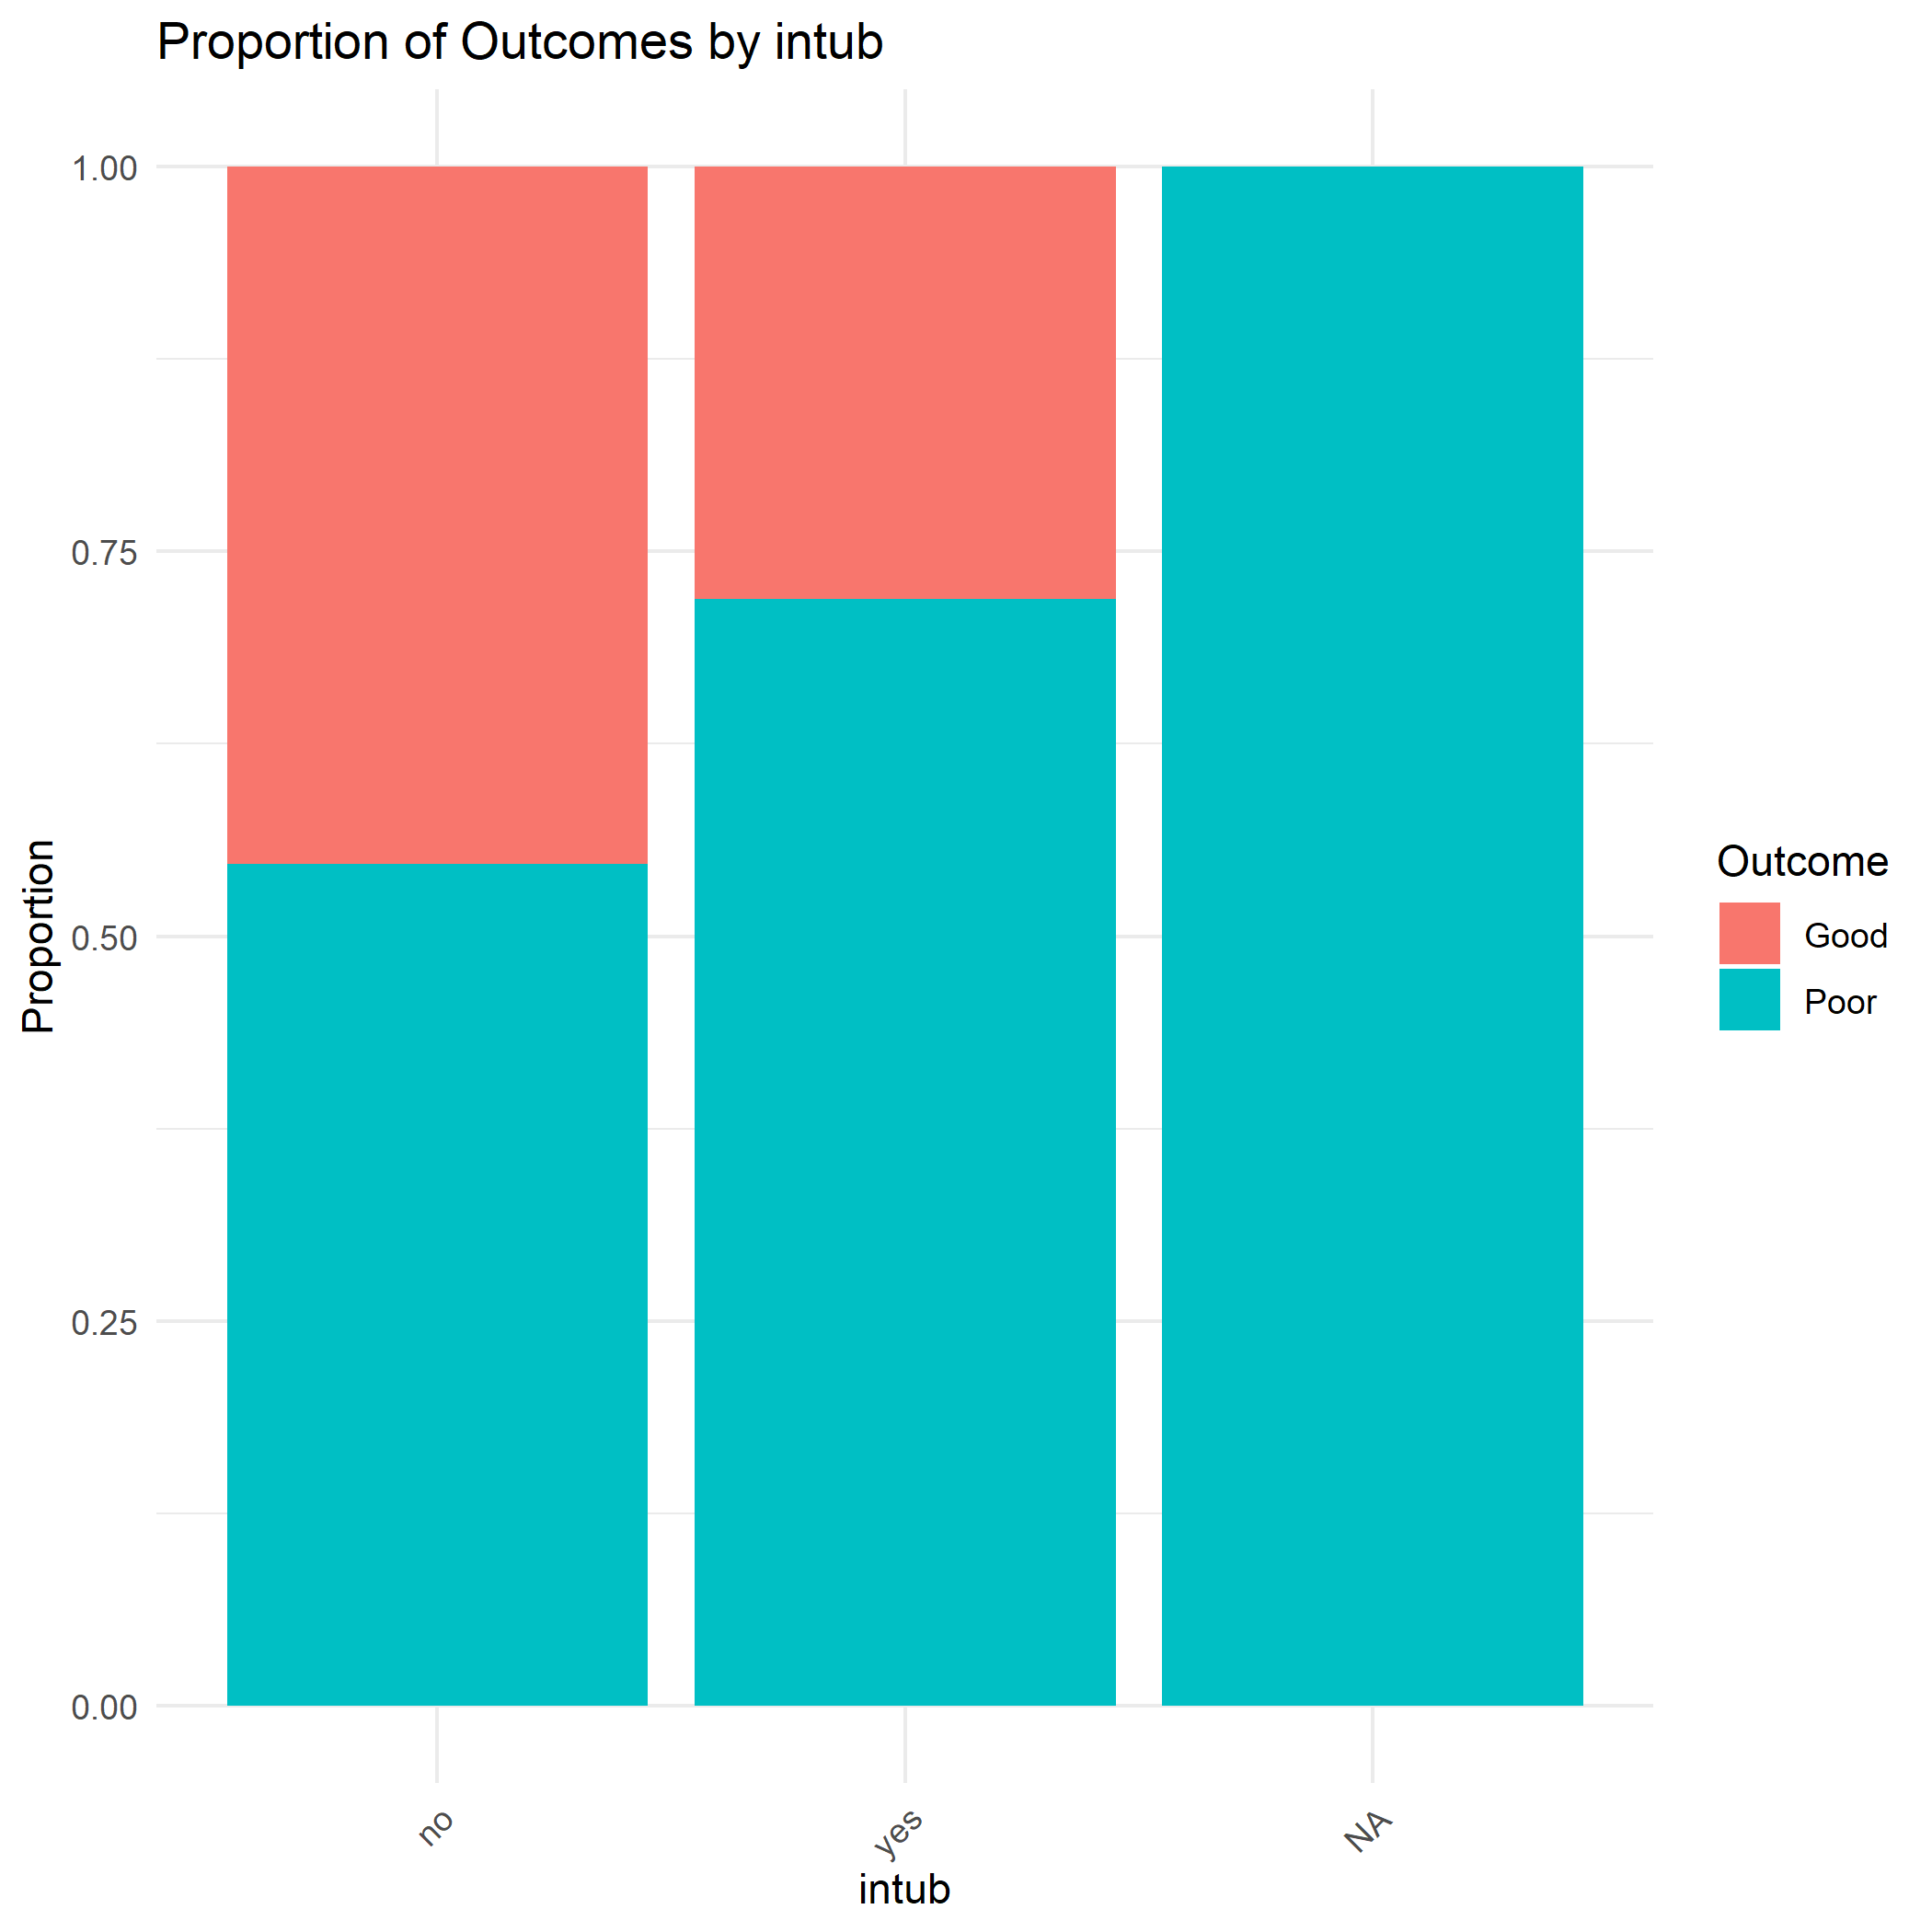 Proportion of Outcomes by intub
1.00
0.75
0.50
0.25
0.00
Proportion
no
yes
NA
intub
Outcome
Good
Poor